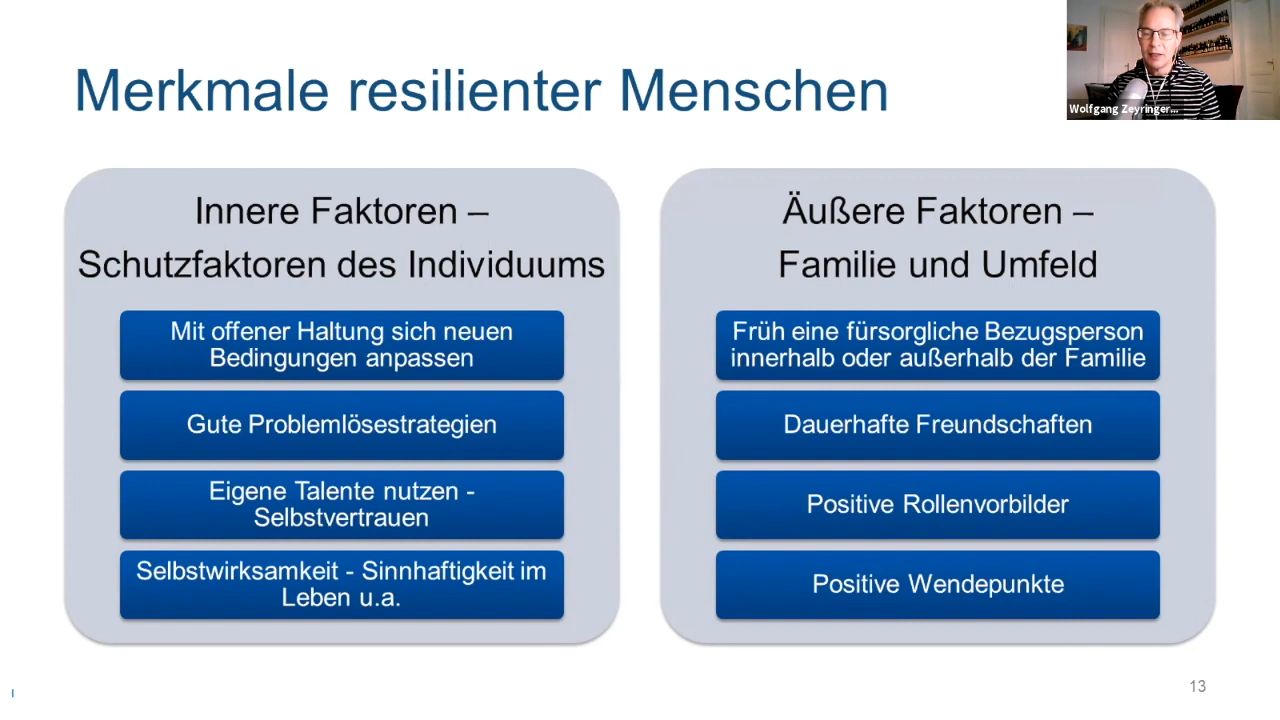 Merkmale resilienter Menschen
Wolfgang Zeyringer...
Innere Faktoren –
Schutzfaktoren des Individuums
Mit offener Haltung sich neuen
Bedingungen anpassen
Gute Problemlösestrategien
Eigene Talente nutzen -
Selbstvertrauen
Selbstwirksamkeit - Sinnhaftigkeit im
Leben u.a.
Äußere Faktoren –
Familie und Umfeld
Früh eine fürsorgliche Bezugsperson
innerhalb oder außerhalb der Familie
Dauerhafte Freundschaften
Positive Rollenvorbilder
Positive Wendepunkte
13